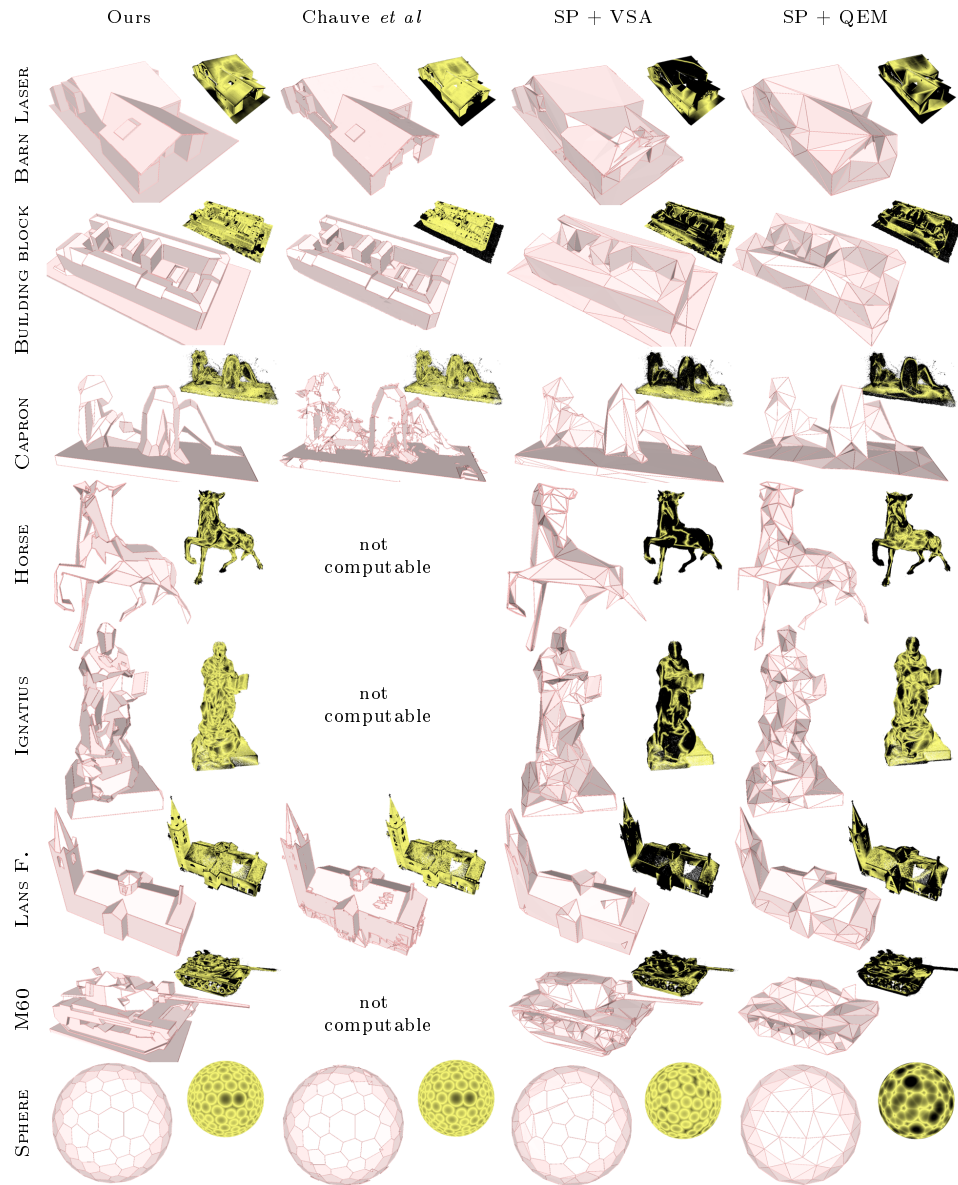 Ours Chauve et al SP + VSA SP + QEM
BARN LASER
BUILDING BLOCK
CAPRON
HORSE
not
computable
IGNATIUS
not
computable
LANS F.
M60
not
computable
SPHERE